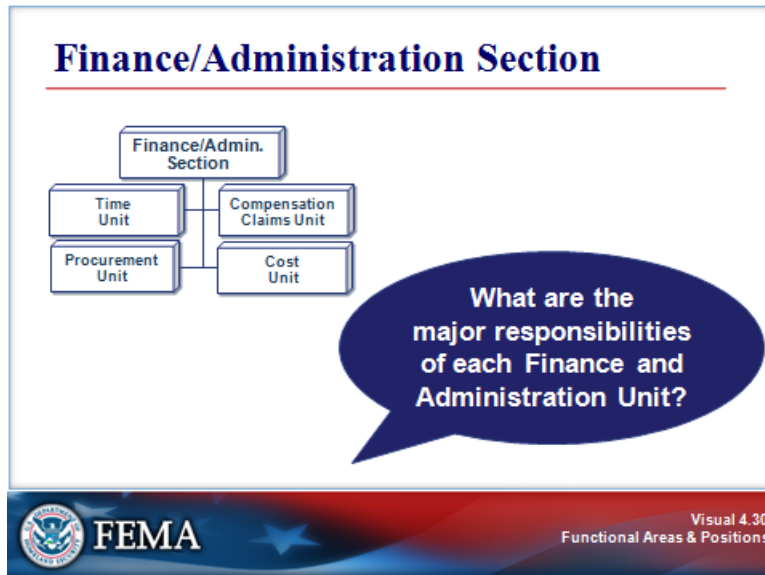 Finance/Administration Section
Finance/Admin.
Section
Time
Unit
Compensation
Claims Unit
Procurement
Unit
Cost
Unit
What are the
major responsibilities
of each Finance and
Administration Unit?
FEMA
Visual 4.30
Functional Areas & Positions